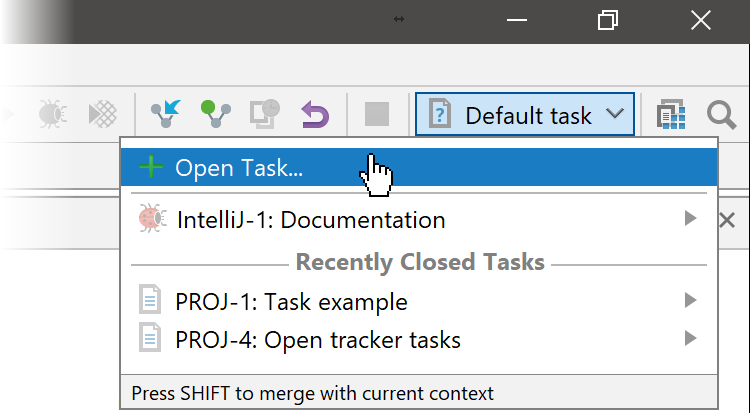 Default task
Open Task...
IntelliJ-1: Documentation
Recently Closed Tasks
PROJ-1: Task example
PROJ-4: Open tracker tasks
Press SHIFT to merge with current context